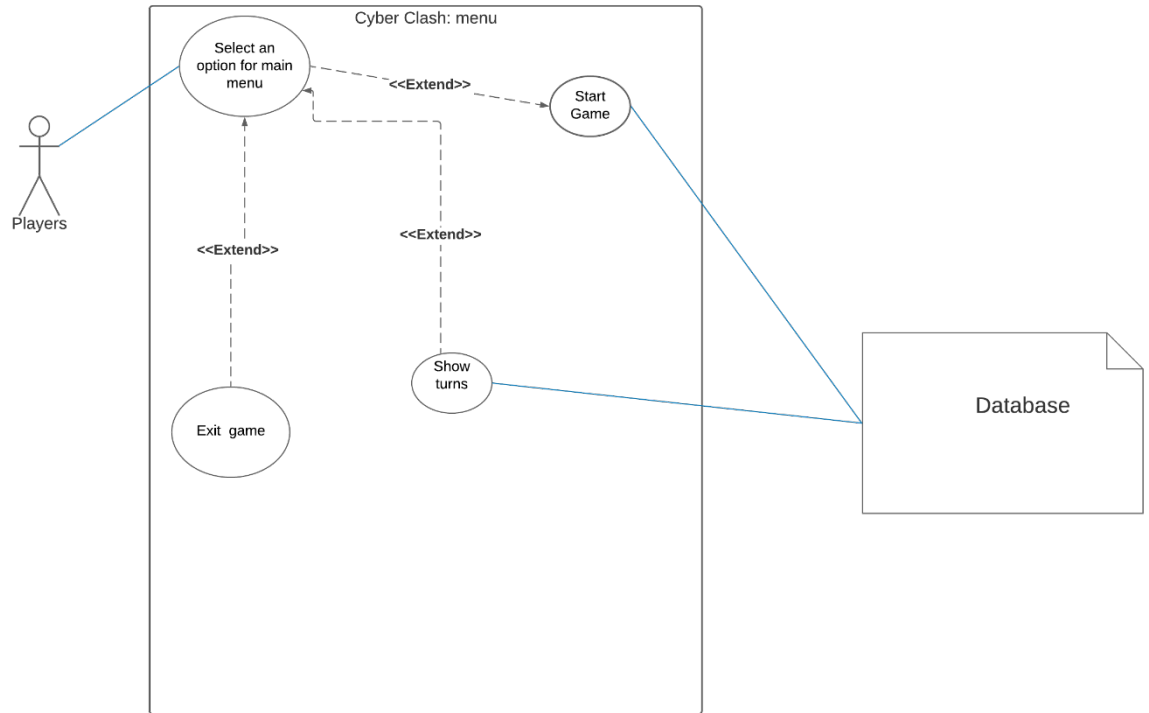 Cyber Clash: menu
Select an
option for main
menu
<<Extend>>
Start
Game
Players
<<Extend>>
<<Extend>>
Show
turns
Exit game
Database